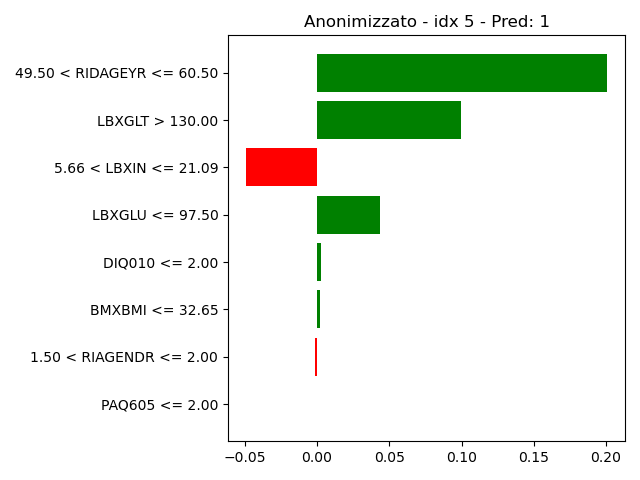 Anonimizzato - idx 5 - Pred: 1
49.50 < RIDAGEYR <= 60.50
LBXGLT > 130.00
5.66 < LBXIN <= 21.09
LBXGLU <= 97.50
DIQ010 <= 2.00
BMXBMI <= 32.65
1.50 < RIAGENDR <= 2.00
PAQ605 <= 2.00
−0.05 0.00 0.05 0.10 0.15 0.20